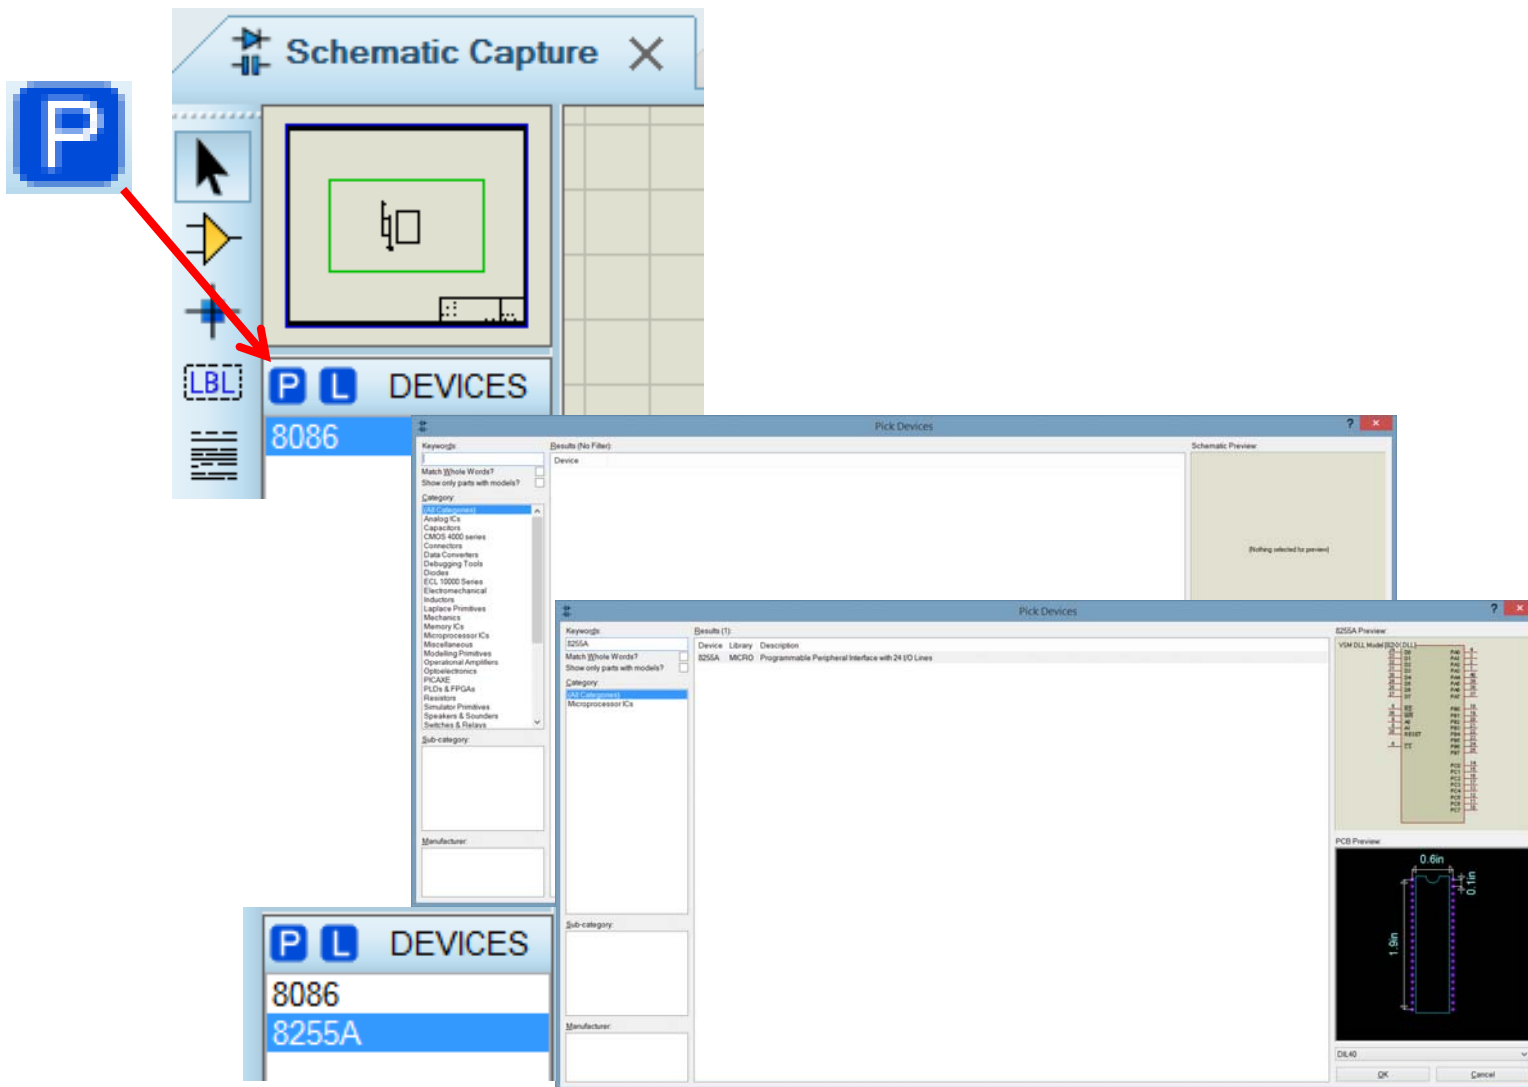 Schematic Capture
P
LBL
P L DEVICES
8086
Pick Devices
?
Keywords:
Match Whole Words?
Show only parts with models?
Category:
(All Categories)
Analog ICs
Capacitors
CMOS 4000 series
Connectors
Data Converters
Debugging Tools
Diodes
ECL 10000 Series
Electromechanical
Inductors
Laplace Primitives
Mechanics
Memory ICs
Microprocessor ICs
Miscellaneous
Modelling Primitives
Operational Amplifiers
Optoelectronics
PICAXE
PLDs & FPGAs
Resistors
Simulator Primitives
Speakers & Sounders
Switches & Relays
Sub-category:
Manufacturer:
Results (No Filter):
Device
Schematic Preview:
(Nothing selected for preview)
Pick Devices
?
Keywords:
8255A
Match Whole Words?
Show only parts with models?
Category:
(All Categories)
Microprocessor ICs
Sub-category:
Manufacturer:
Results (1):
Device Library Description
8255A MICRO Programmable Peripheral Interface with 24 I/O Lines
8255A Preview:
PCB Preview:
0.6in
0.1in
1.9in
DIL40
OK Cancel
P L DEVICES
8086
8255A